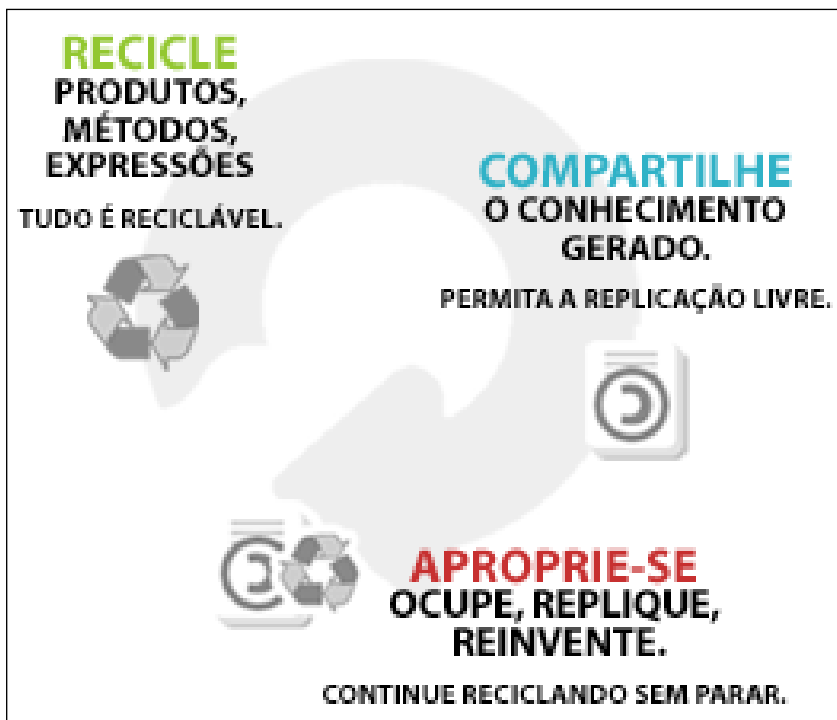 RECICLE
PRODUTOS,
MÉTODOS,
EXPRESSÕES
TUDO É RECICLÁVEL.
COMPARTILHE
O CONHECIMENTO
GERADO.
PERMITA A REPLICAÇÃO LIVRE.
APROPRIE-SE
OCUPE, REPLIQUE,
REINVENTE.
CONTINUE RECICLANDO SEM PARAR.